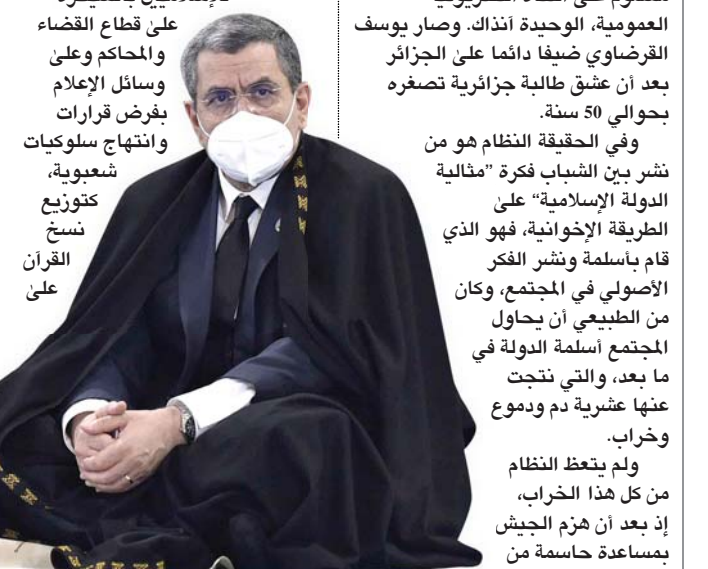 العمومية، الوحيدة آنذاك. وصار يوسف
القرضاوي ضيفا دائما علىٰ الجزائر
بعد أن عشق طالبة جزائرية تصغره
بحوالي 50 سنة.
وفي الحقيقة النظام هو من
نشر بين الشباب فكرة ”مثالية
الدولة الإسلامية“ علىٰ
الطريقة الإخوانية، فهو الذي
قام بأسلمة ونشر الفكر
الأصولي في المجتمع، وكان
من الطبيعي أن يحاول
المجتمع أسلمة الدولة في
ما بعد، والتي نتجت
عنها عشرية دم ودموع
وخراب.
ولم يتعظ النظام
من كل هذا الخراب،
إذ بعد أن هزم الجيش
بمساعدة حاسمة من
علىٰ قطاع القضاء
والمحاكم وعلىٰ
وسائل الإعلام
بفرض قرارات
وانتهاج سلوكيات
شعبوية،
كتوزيع
نسخ
القرآن
علىٰ